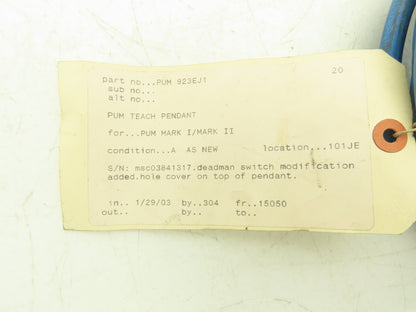 20
part no...PUM 923EJ1
sub no...
alt no...
PUM TEACH PENDANT
for...PUM MARK I/MARK II
condition...A AS NEW location...101JE
S/N: msc03841317.deadman switch modification
added.hole cover on top of pendant.
in.. 1/29/03 by..304 fr..15050
out.. by.. to..